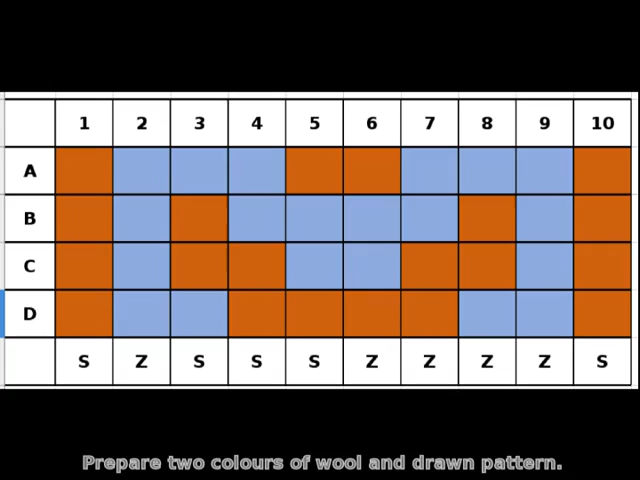 1 2 3 4 5 6 7 8 9 10
A
B
C
D
S Z S S S Z Z Z Z S
Prepare two colours of wool and drawn pattern.